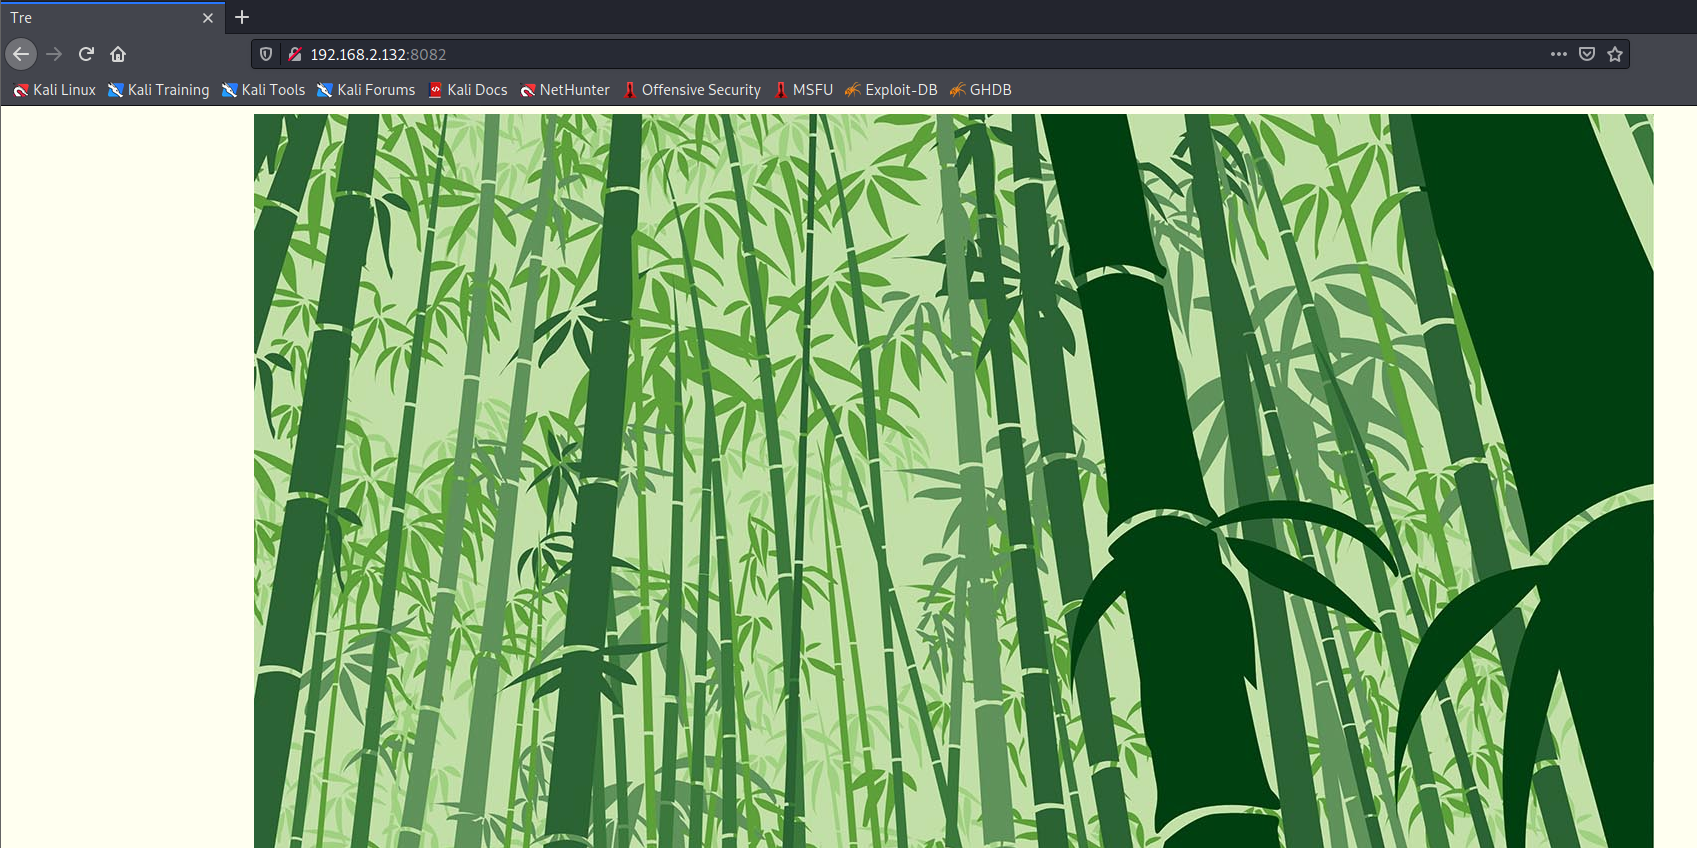 Tre
192.168.2.132:8082
Kali Linux Kali Training Kali Tools Kali Forums Kali Docs NetHunter Offensive Security MSFU Exploit-DB GHDB